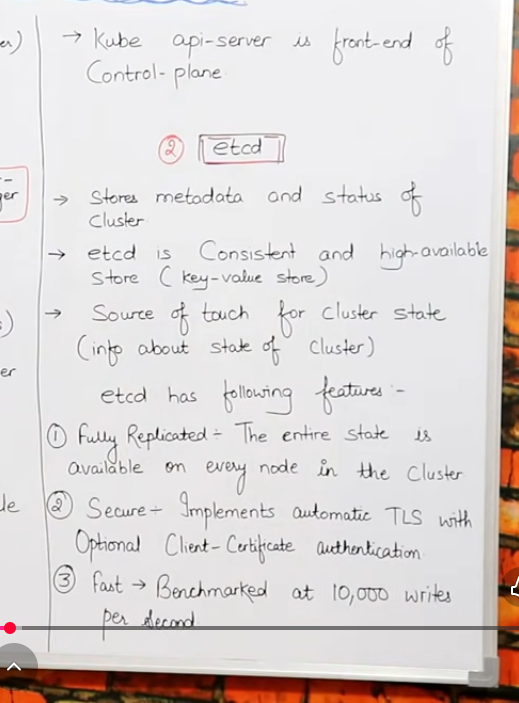 er)
→ Kube api-server is front-end of
Control-plane
② etcd
ger
→ Stores metadata and status of
cluster
→ etcd is Consistent and high-available
Store (key-value store)
→ Source of touch for cluster state
(info about state of cluster)
er
etcd has following features :-
① Fully Replicated ÷ The entire state is
available on every node in the Cluster
② Secure ÷ Implements automatic TLS with
Optional Client-Certificate authentication
③ Fast → Benchmarked at 10,000 writes
per second